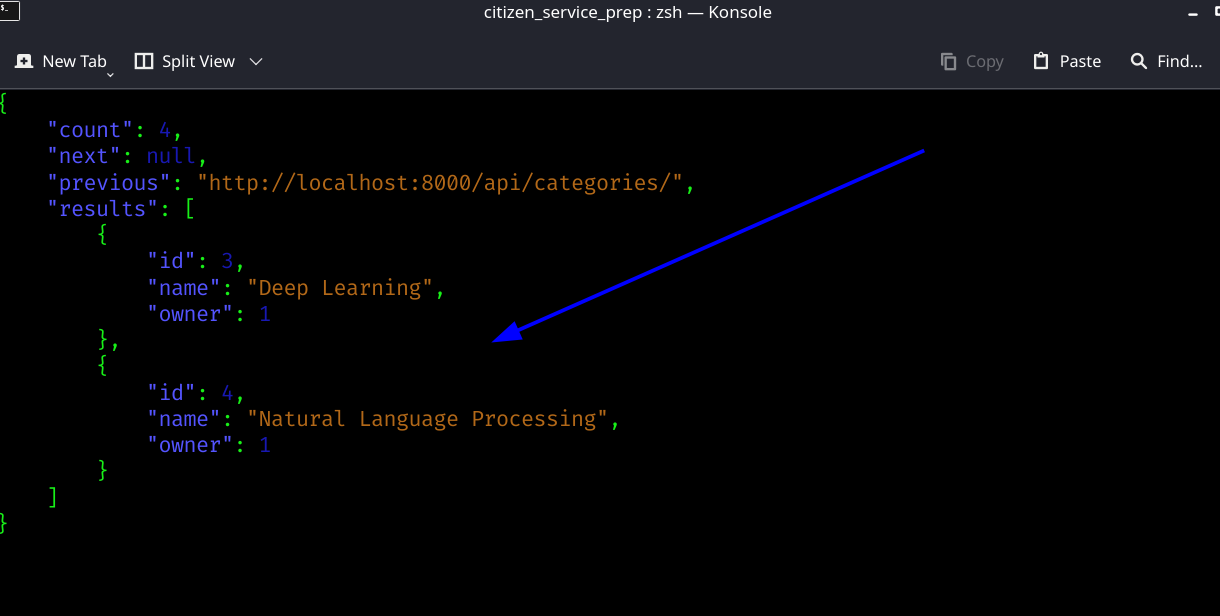 citizen_service_prep : zsh — Konsole
New Tab Split View Copy Paste Find...
{
    "count": 4,
    "next": null,
    "previous": "http://localhost:8000/api/categories/",
    "results": [
        {
            "id": 3,
            "name": "Deep Learning",
            "owner": 1
        },
        {
            "id": 4,
            "name": "Natural Language Processing",
            "owner": 1
        }
    ]
}